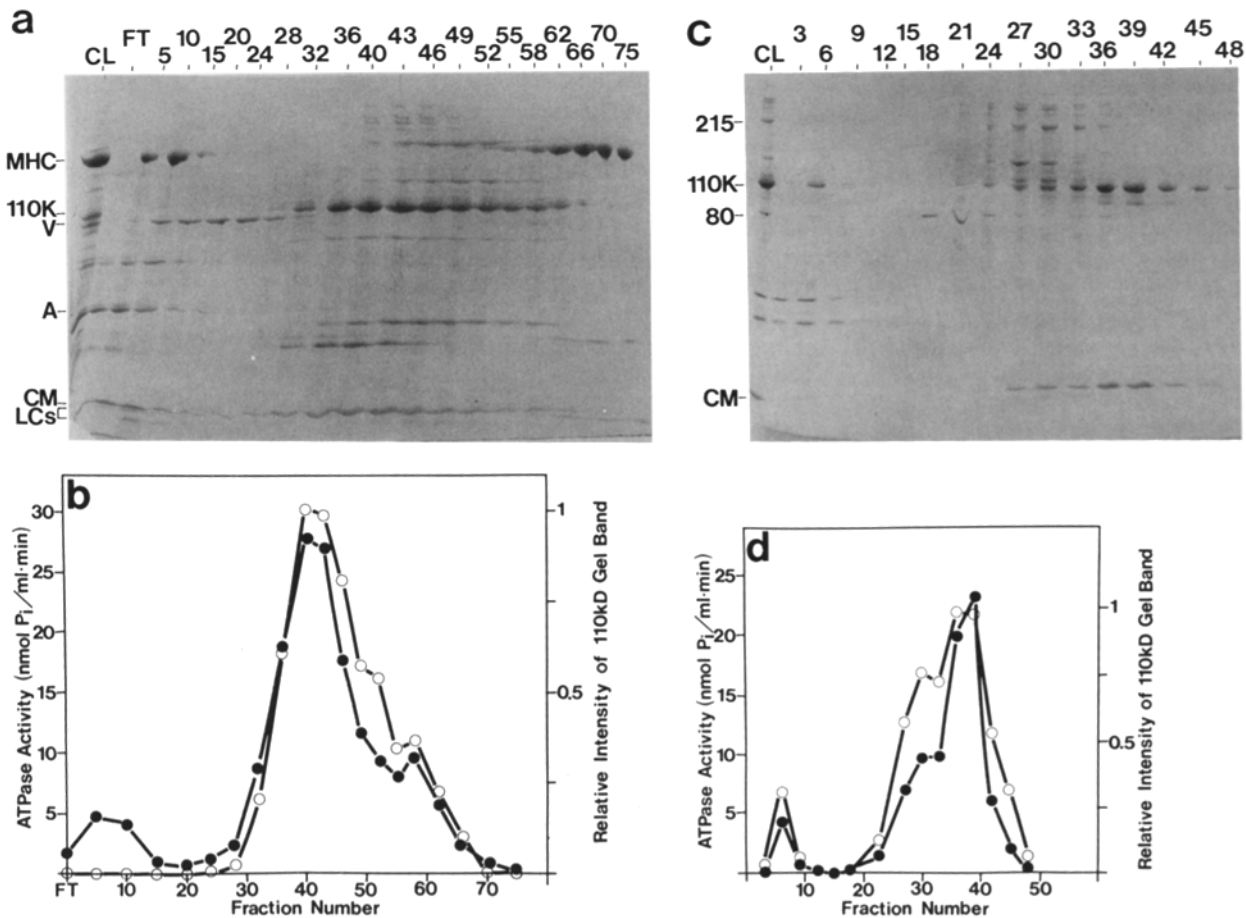 a
FT 10 20 28 36 43 49 55 62 70
CL 5 15 24 32 40 46 52 58 66 75
MHC
110K
V
A
CM
LCs
c
3 9 15 21 27 33 39 45
CL 6 12 18 24 30 36 42 48
215
110K
80
CM
b
ATPase Activity (nmol Pi/ml·min)
30
25
20
15
10
5
FT 10 20 30 40 50 60 70
Fraction Number
1
0.5
Relative Intensity of 110kD Gel Band
d
ATPase Activity (nmol Pi/ml·min)
25
20
15
10
5
10 20 30 40 50
Fraction Number
1
0.5
Relative Intensity of 110kD Gel Band